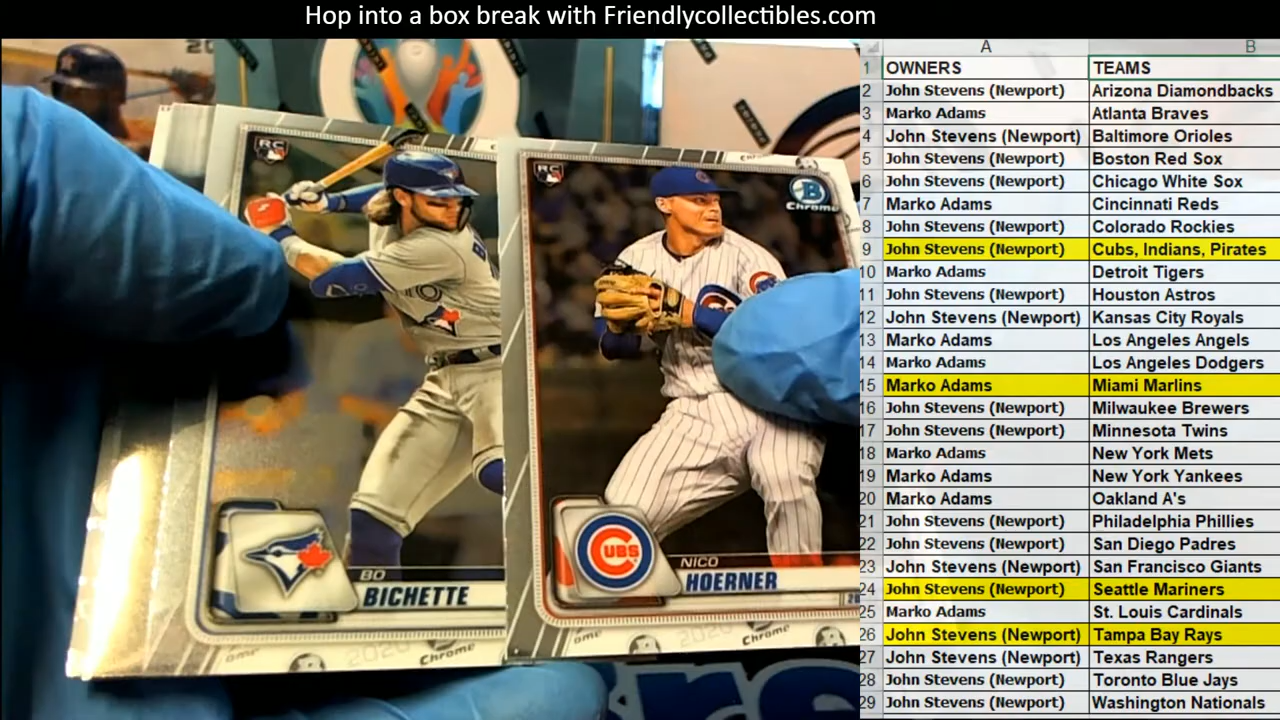 Hop into a box break with Friendlycollectibles.com
A B
1 OWNERS TEAMS
2 John Stevens (Newport) Arizona Diamondbacks
3 Marko Adams Atlanta Braves
4 John Stevens (Newport) Baltimore Orioles
5 John Stevens (Newport) Boston Red Sox
6 John Stevens (Newport) Chicago White Sox
7 Marko Adams Cincinnati Reds
8 John Stevens (Newport) Colorado Rockies
9 John Stevens (Newport) Cubs, Indians, Pirates
10 Marko Adams Detroit Tigers
11 John Stevens (Newport) Houston Astros
12 John Stevens (Newport) Kansas City Royals
13 Marko Adams Los Angeles Angels
14 Marko Adams Los Angeles Dodgers
15 Marko Adams Miami Marlins
16 John Stevens (Newport) Milwaukee Brewers
17 John Stevens (Newport) Minnesota Twins
18 Marko Adams New York Mets
19 Marko Adams New York Yankees
20 Marko Adams Oakland A's
21 John Stevens (Newport) Philadelphia Phillies
22 John Stevens (Newport) San Diego Padres
23 John Stevens (Newport) San Francisco Giants
24 John Stevens (Newport) Seattle Mariners
25 Marko Adams St. Louis Cardinals
26 John Stevens (Newport) Tampa Bay Rays
27 John Stevens (Newport) Texas Rangers
28 John Stevens (Newport) Toronto Blue Jays
29 John Stevens (Newport) Washington Nationals
RC
BO
BICHETTE
2020 Chrome
RC
B
Chrome
CUBS
NICO
HOERNER
2020 Chrome